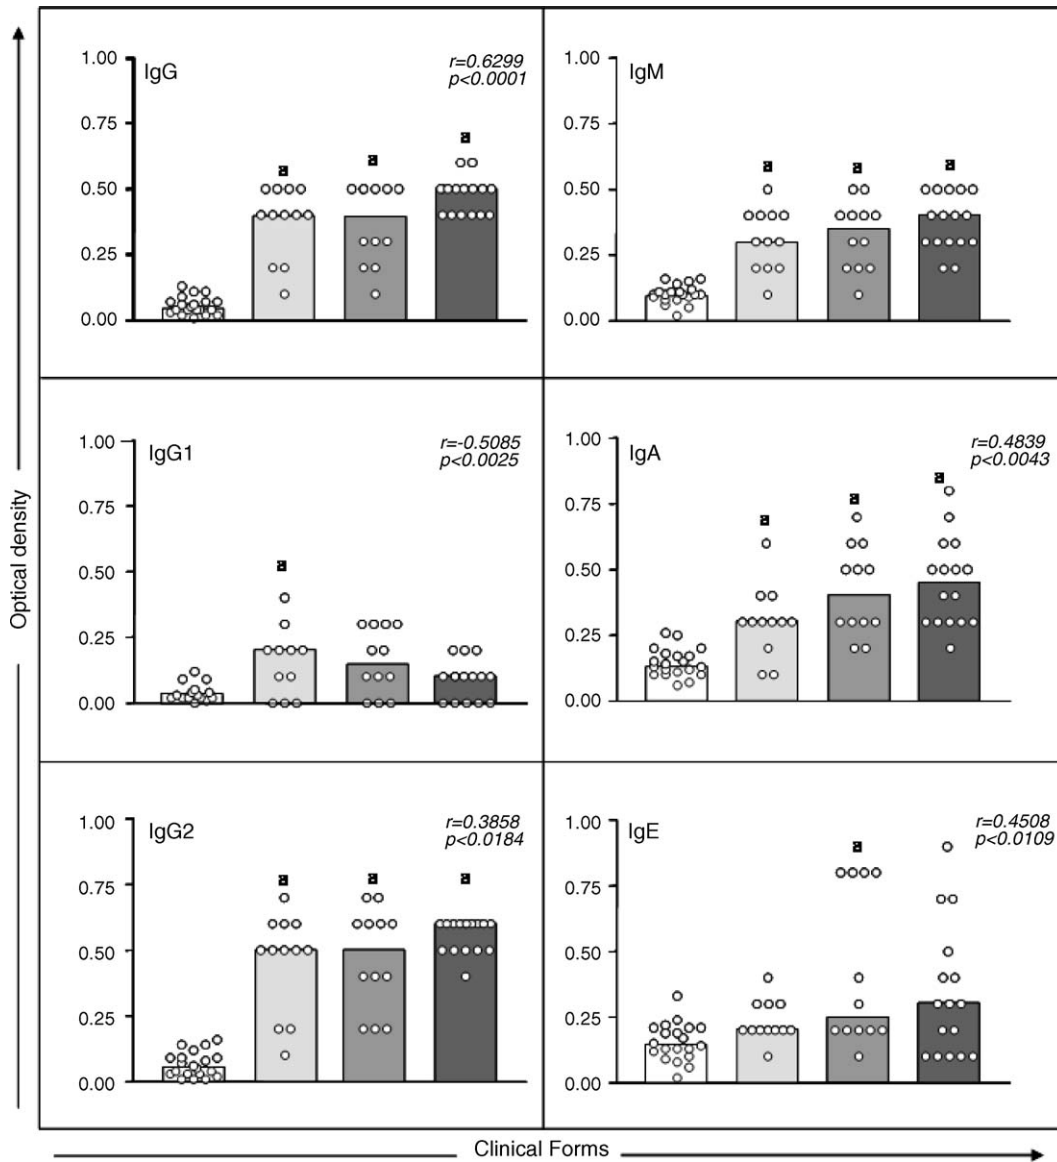 Optical density
1.00
0.75
0.50
0.25
0.00
IgG
r=0.6299
p<0.0001
a
a
a
1.00
0.75
0.50
0.25
0.00
IgM
a
a
a
1.00
0.75
0.50
0.25
0.00
IgG1
r=-0.5085
p<0.0025
a
1.00
0.75
0.50
0.25
0.00
IgA
r=0.4839
p<0.0043
a
a
a
1.00
0.75
0.50
0.25
0.00
IgG2
r=0.3858
p<0.0184
a
a
a
1.00
0.75
0.50
0.25
0.00
IgE
r=0.4508
p<0.0109
a
Clinical Forms